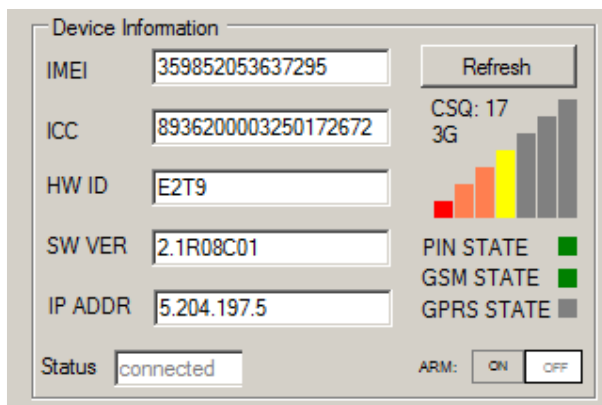 Device Information
IMEI 359852053637295 Refresh
CSQ: 17
ICC 8936200003250172672 3G
HW ID E2T9
SW VER 2.1R08C01 PIN STATE
GSM STATE
IP ADDR 5.204.197.5 GPRS STATE
Status connected ARM: ON OFF